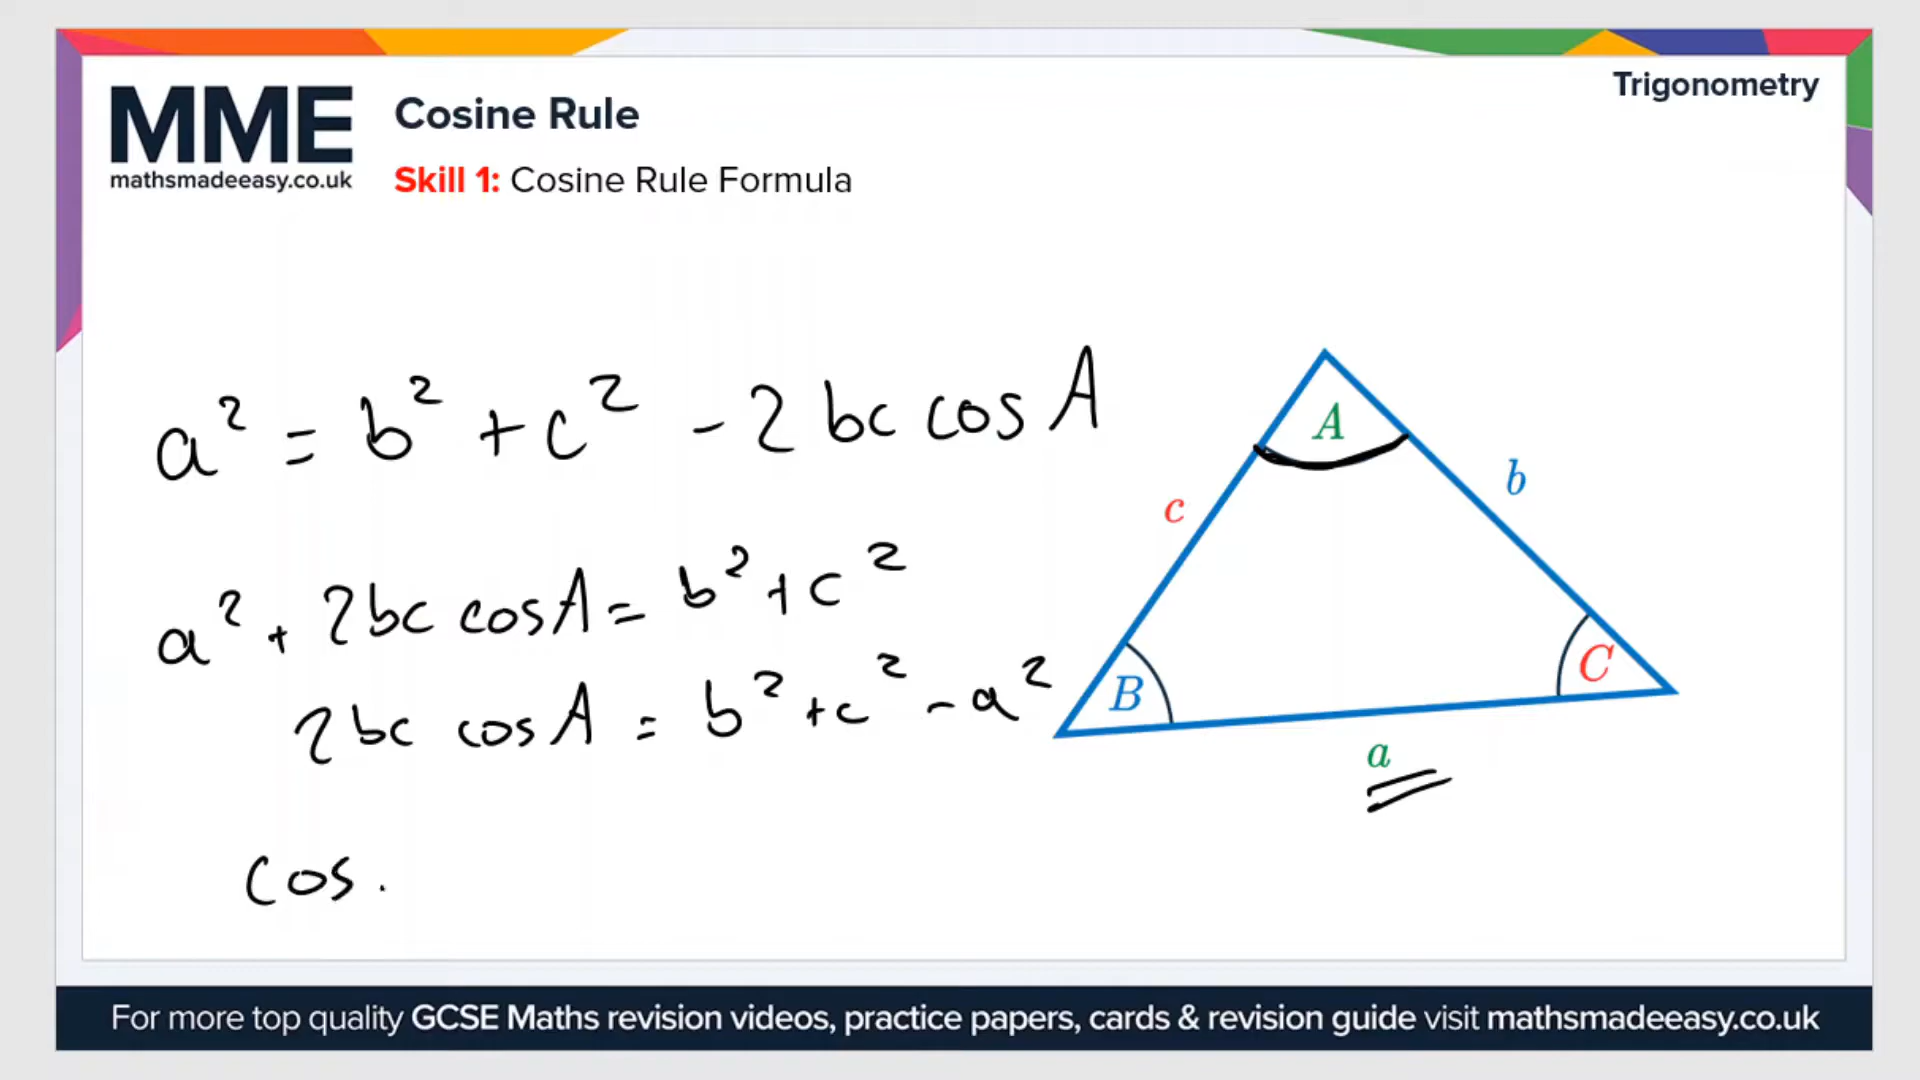 MME
mathsmadeeasy.co.uk
Cosine Rule
Skill 1: Cosine Rule Formula
Trigonometry
a² = b² + c² - 2bc cos A
a² + 2bc cos A = b² + c²
2bc cos A = b² + c² - a²
cos .
A
b
c
B
C
a
For more top quality GCSE Maths revision videos, practice papers, cards & revision guide visit mathsmadeeasy.co.uk